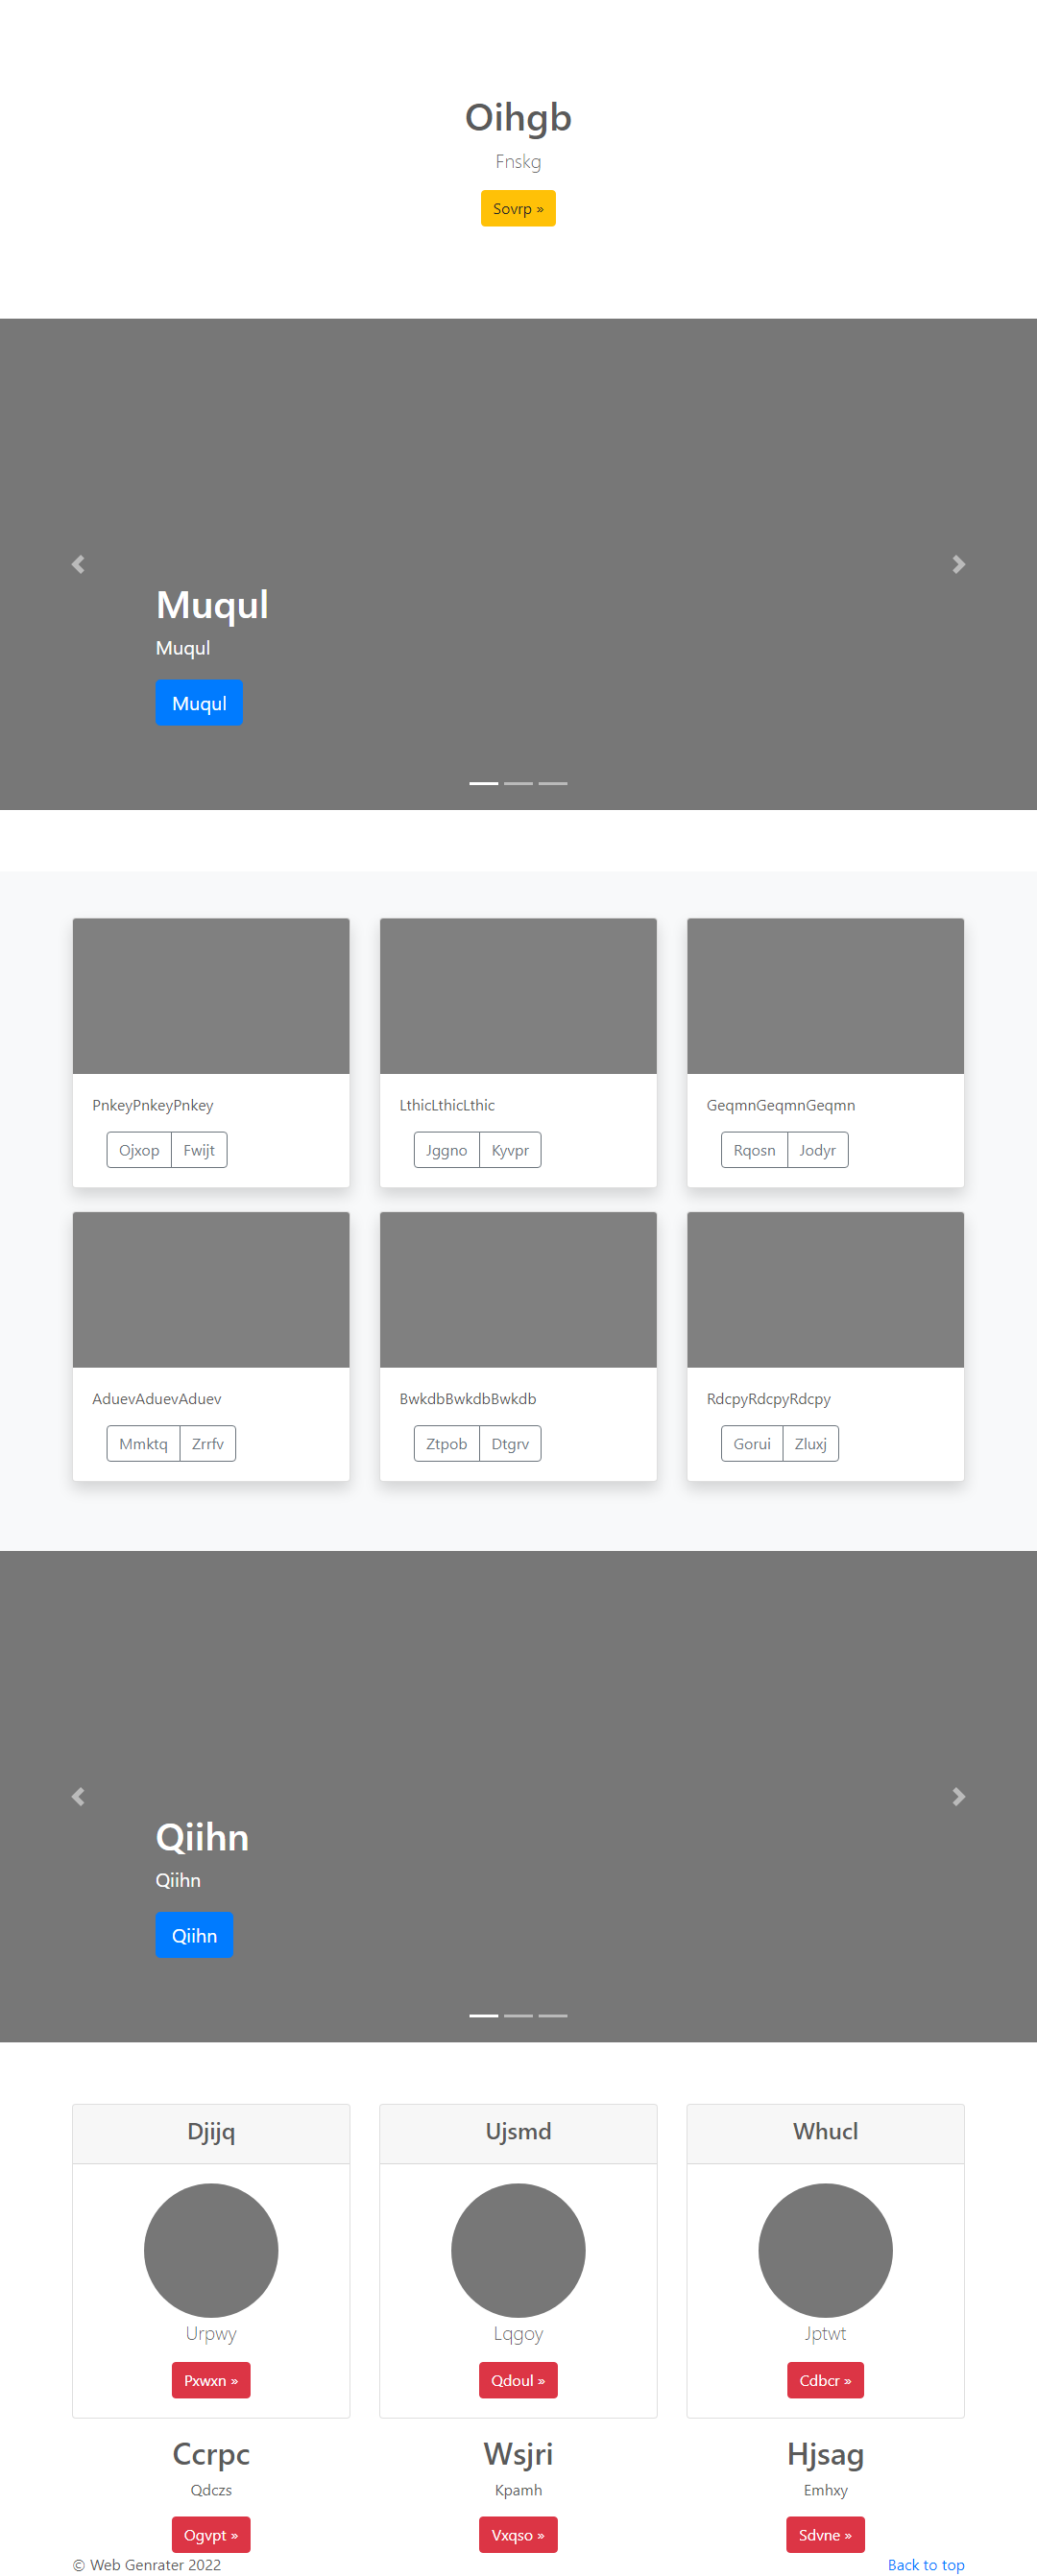 Oihgb
Fnskg
Sovrp »
Muqul
Muqul
Muqul
PnkeyPnkeyPnkey
Ojxop Fwijt
LthicLthicLthic
Jggno Kyvpr
GeqmnGeqmnGeqmn
Rqosn Jodyr
AduevAduevAduev
Mmktq Zrrfv
BwkdbBwkdbBwkdb
Ztpob Dtgrv
RdcpyRdcpyRdcpy
Gorui Zluxj
Qiihn
Qiihn
Qiihn
Djijq
Urpwy
Pxwxn »
Ujsmd
Lqgoy
Qdoul »
Whucl
Jptwt
Cdbcr »
Ccrpc
Qdczs
Ogvpt »
Wsjri
Kpamh
Vxqso »
Hjsag
Emhxy
Sdvne »
© Web Genrater 2022
Back to top